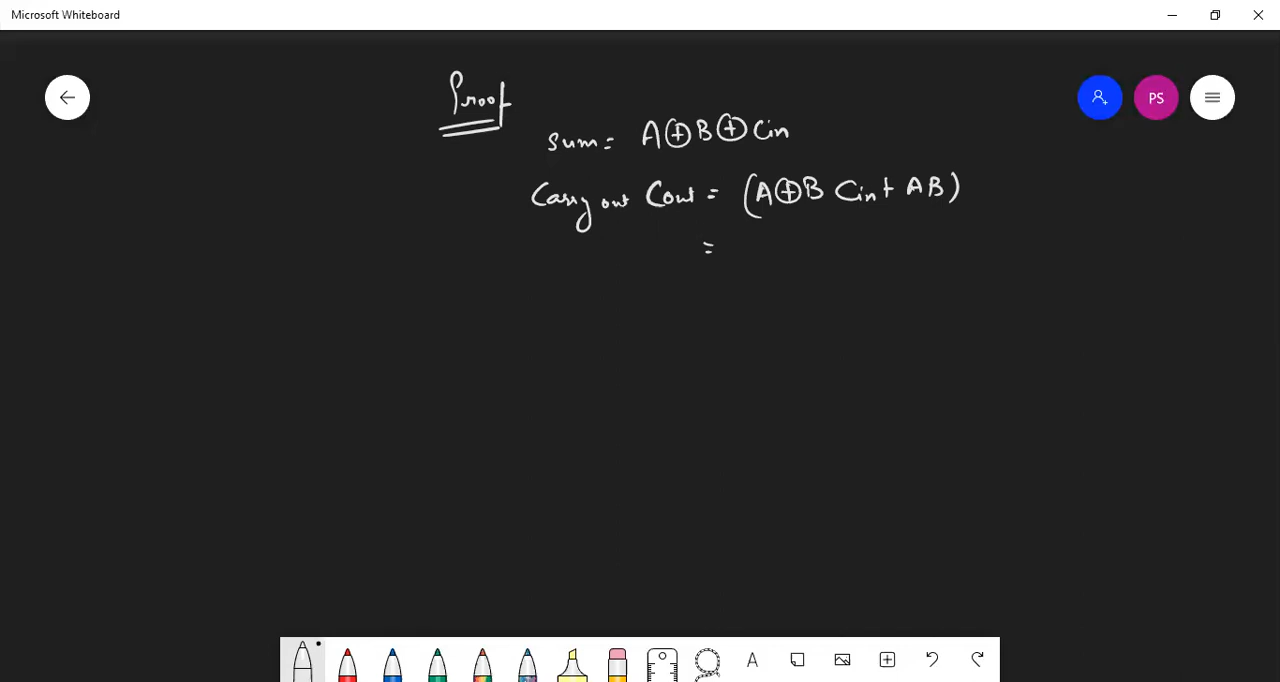 Microsoft Whiteboard
Proof
PS
sum = A⊕B⊕Cin
Carry out Cout = (A⊕B Cin + AB)
=
A